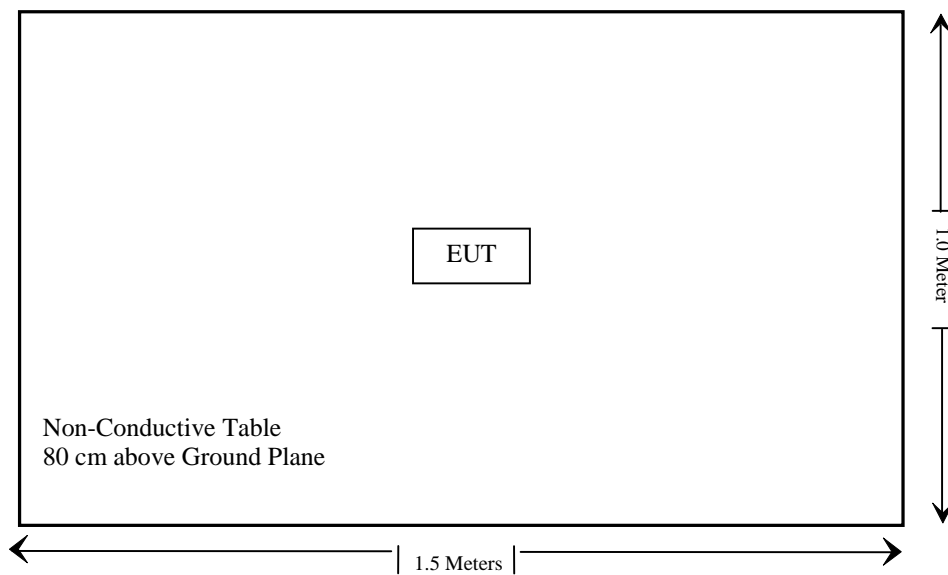 EUT
1.0 Meter
Non-Conductive Table
80 cm above Ground Plane
1.5 Meters